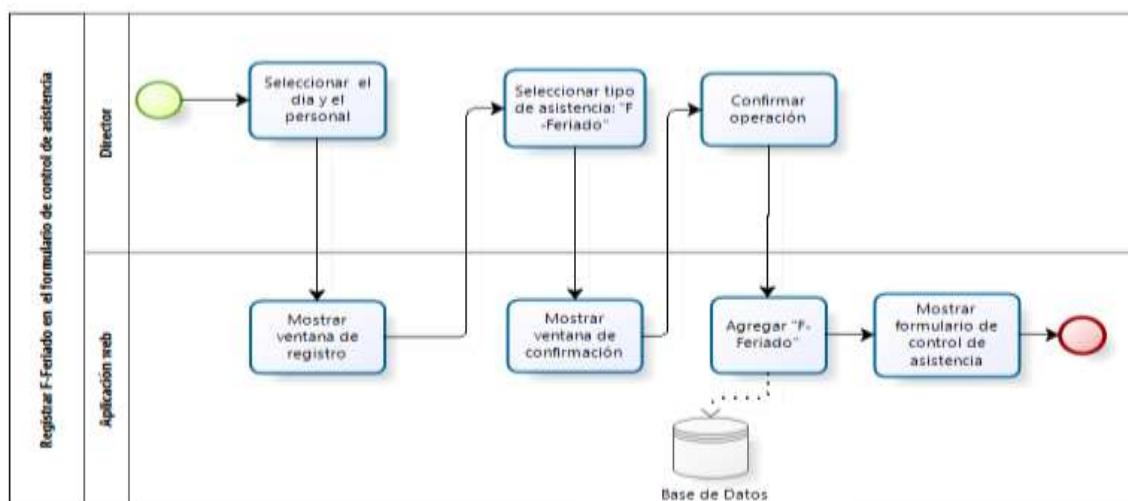 Registrar F-Feriado en el formulario de control de asistencia
Director
Seleccionar el
dia y el
personal
Seleccionar tipo
de asistencia: "F
-Feriado"
Confirmar
operación
Aplicación web
Mostrar
ventana de
registro
Mostrar
ventana de
confirmación
Agregar "F-
Feriado"
Mostrar
formulario de
control de
asistencia
Base de Datos